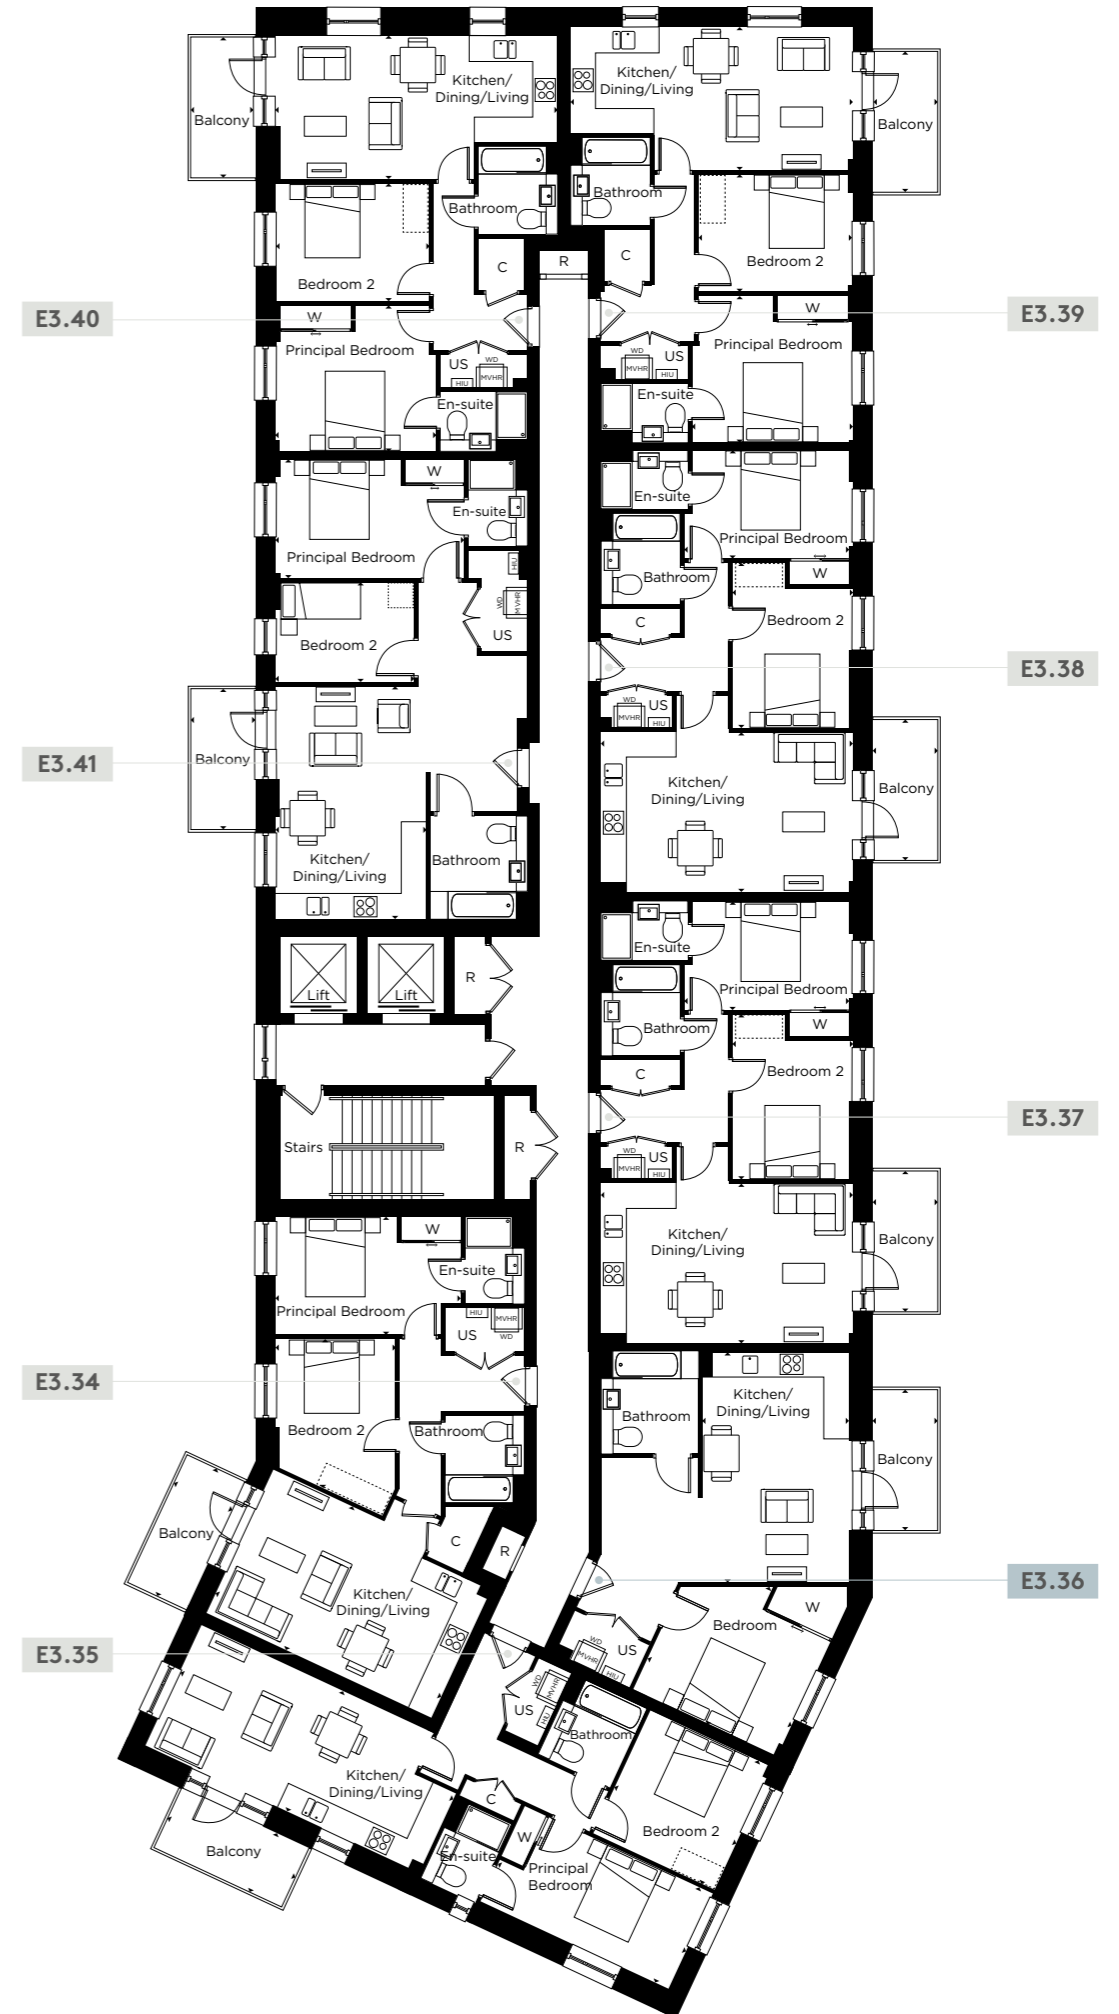 Balcony
Kitchen/
Dining/Living
Kitchen/
Dining/Living
Balcony
Bathroom
Bathroom
Bedroom 2
C
R
C
Bedroom 2
E3.40
W
W
E3.39
Principal Bedroom
US
WD
MVHR
HIU
WD
MVHR
HIU
US
Principal Bedroom
En-suite
En-suite
W
En-suite
Principal Bedroom
En-suite
Principal Bedroom
HIU
WD
MVHR
US
Bathroom
W
Bedroom 2
C
Bedroom 2
E3.38
WD
MVHR
US
HIU
E3.41
Balcony
Kitchen/
Dining/Living
Balcony
Kitchen/
Dining/Living
Bathroom
En-suite
Principal Bedroom
Lift
Lift
R
Bathroom
W
C
Bedroom 2
E3.37
Stairs
R
WD
MVHR
US
HIU
W
Kitchen/
Dining/Living
Balcony
En-suite
Principal Bedroom
HIU
MVHR
WD
US
E3.34
Bedroom 2
Bathroom
Bathroom
Kitchen/
Dining/Living
Balcony
Balcony
C
R
Kitchen/
Dining/Living
E3.36
W
Bedroom
WD
MVHR
US
HIU
E3.35
WD
MVHR
US
HIU
Bathroom
Kitchen/
Dining/Living
C
W
Bedroom 2
Balcony
En-suite
Principal
Bedroom